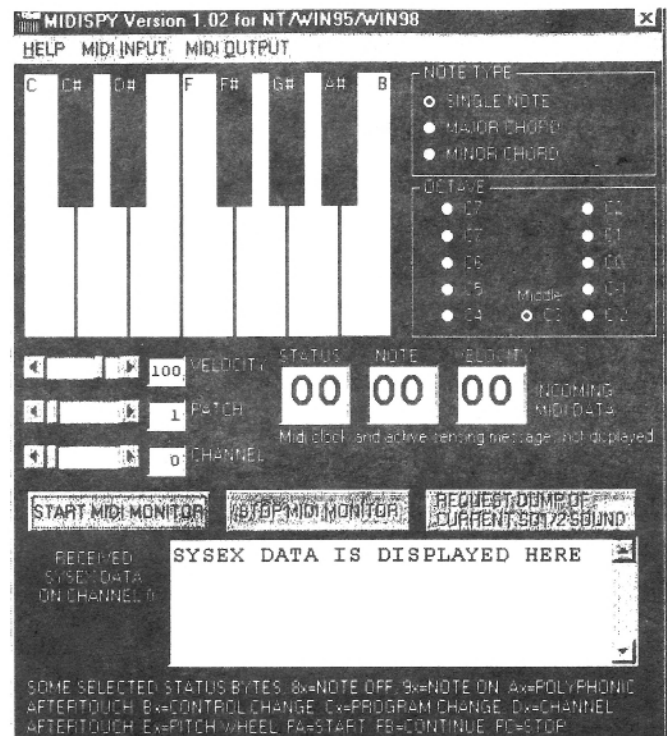 MIDISPY Version 1.02 for NT/WIN95/WIN98
HELP MIDI INPUT MIDI OUTPUT
C C# D# F F# G# A# B
NOTE TYPE
SINGLE NOTE
MAJOR CHORD
MINOR CHORD
OCTAVE
C7 C2
C7 C1
C6 C0
C5 Middle C-1
C4 C3 C-2
100 VELOCITY
1 PATCH
0 CHANNEL
STATUS NOTE VELOCITY
00 00 00
INCOMING
MIDI DATA
Midi clock and active sensing messages not displayed
START MIDI MONITOR
STOP MIDI MONITOR
REQUEST DUMP OF
CURRENT SQ1/2 SOUND
RECEIVED
SYSEX DATA
ON CHANNEL 0
SYSEX DATA IS DISPLAYED HERE
SOME SELECTED STATUS BYTES. 8x=NOTE OFF, 9x=NOTE ON, Ax=POLYPHONIC
AFTERTOUCH, Bx=CONTROL CHANGE, Cx=PROGRAM CHANGE, Dx=CHANNEL
AFTERTOUCH, Ex=PITCH WHEEL, FA=START, FB=CONTINUE, FC=STOP